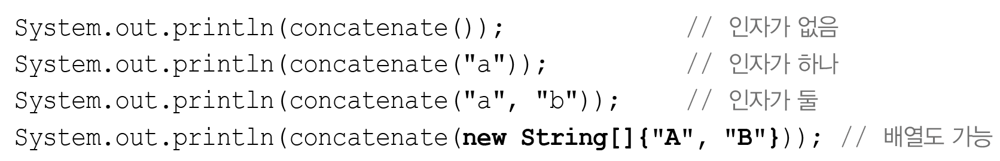 System.out.println(concatenate()); // 인자가 없음
System.out.println(concatenate("a")); // 인자가 하나
System.out.println(concatenate("a", "b")); // 인자가 둘
System.out.println(concatenate(new String[]{"A", "B"})); // 배열도 가능